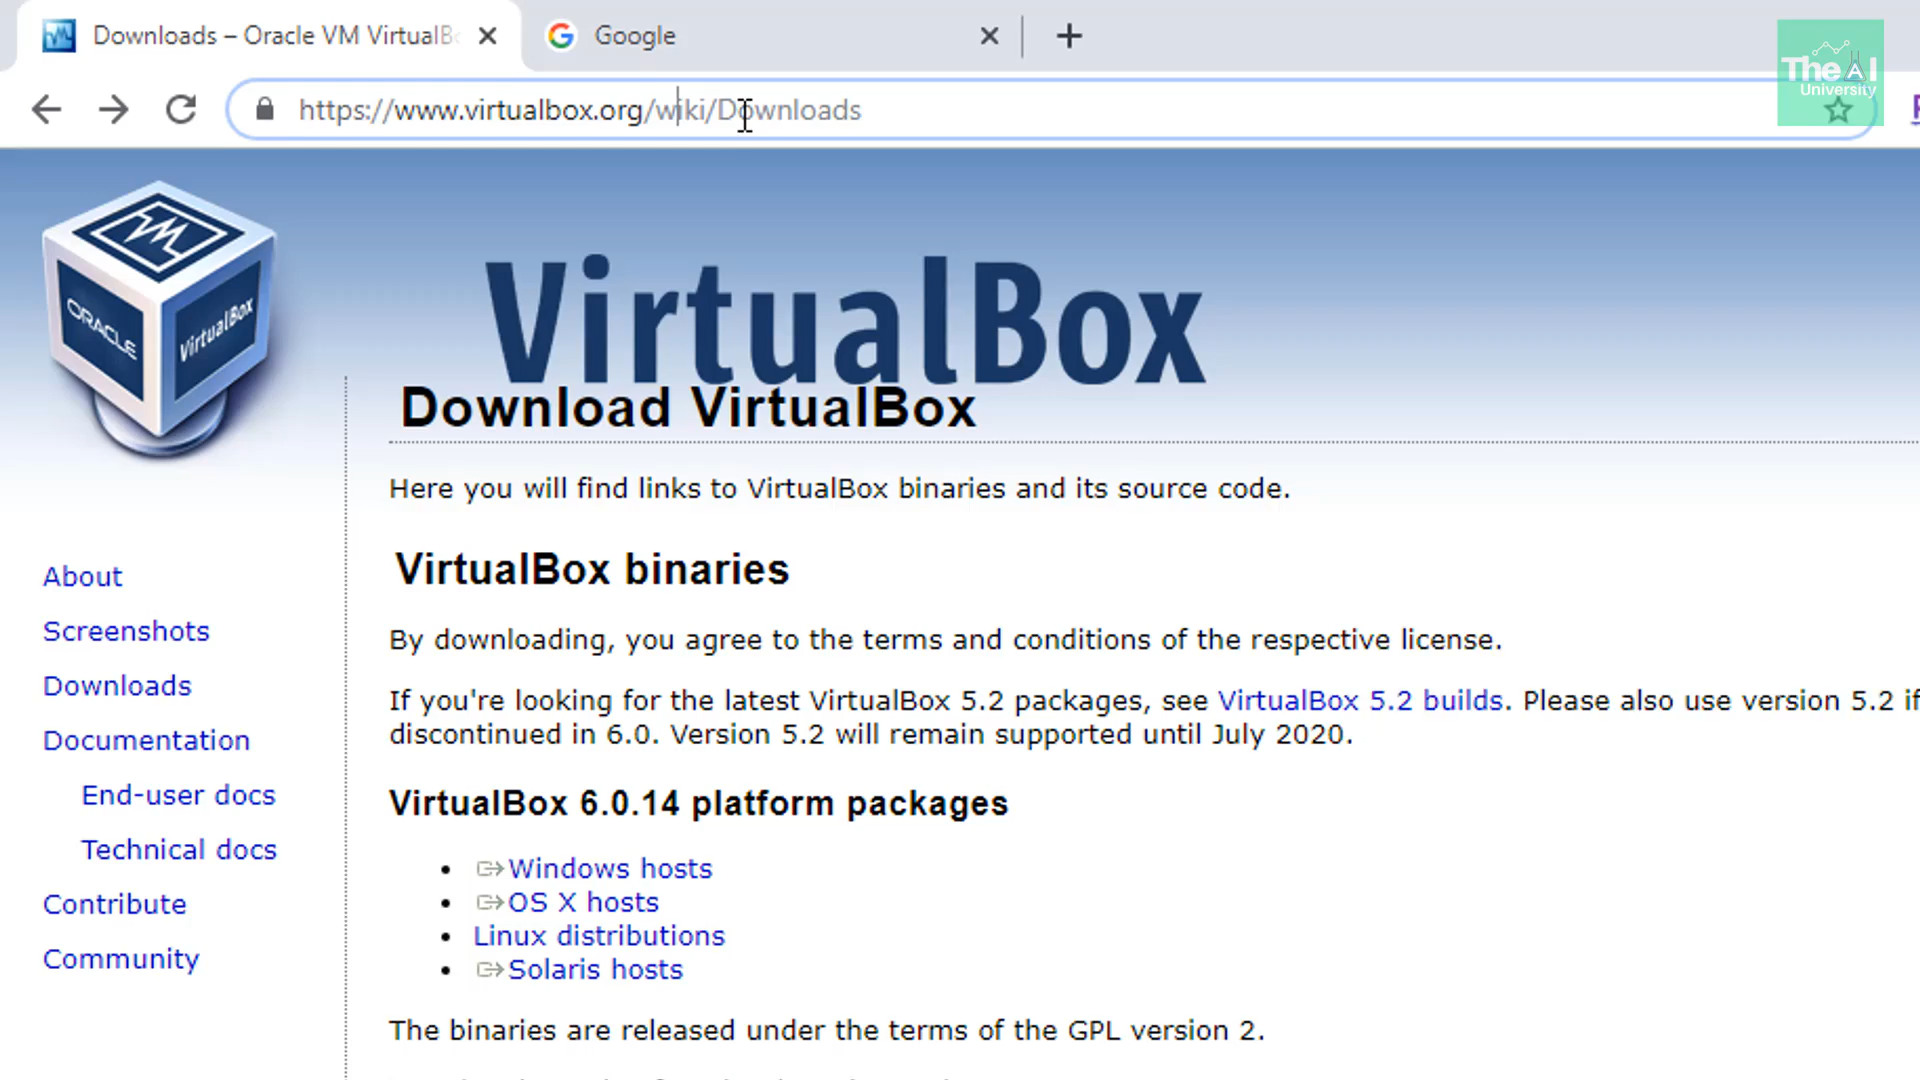 Downloads – Oracle VM VirtualB
Google
The AI
University
https://www.virtualbox.org/wiki/Downloads
ORACLE
VirtualBox
VirtualBox
Download VirtualBox
Here you will find links to VirtualBox binaries and its source code.
VirtualBox binaries
By downloading, you agree to the terms and conditions of the respective license.
If you're looking for the latest VirtualBox 5.2 packages, see VirtualBox 5.2 builds. Please also use version 5.2 if
discontinued in 6.0. Version 5.2 will remain supported until July 2020.
VirtualBox 6.0.14 platform packages
Windows hosts
OS X hosts
Linux distributions
Solaris hosts
The binaries are released under the terms of the GPL version 2.
About
Screenshots
Downloads
Documentation
End-user docs
Technical docs
Contribute
Community